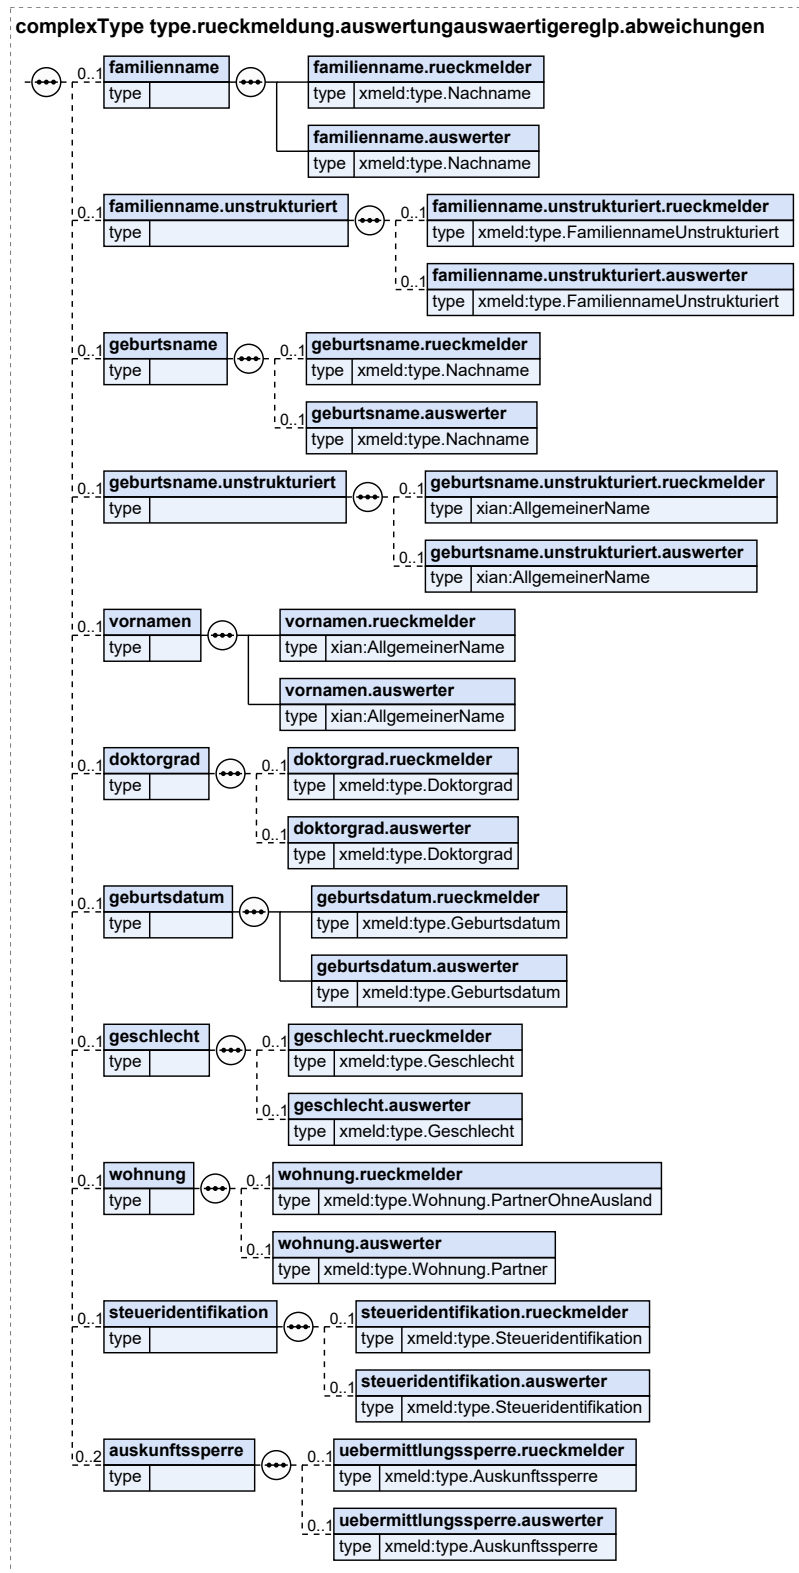 complexType type.rueckmeldung.auswertungauswaertigereglp.abweichungen
0..1 familienname
type
familienname.rueckmelder
type xmeld:type.Nachname
familienname.auswerter
type xmeld:type.Nachname
0..1 familienname.unstrukturiert
type
0..1 familienname.unstrukturiert.rueckmelder
type xmeld:type.FamiliennameUnstrukturiert
0..1 familienname.unstrukturiert.auswerter
type xmeld:type.FamiliennameUnstrukturiert
0..1 geburtsname
type
0..1 geburtsname.rueckmelder
type xmeld:type.Nachname
0..1 geburtsname.auswerter
type xmeld:type.Nachname
0..1 geburtsname.unstrukturiert
type
0..1 geburtsname.unstrukturiert.rueckmelder
type xian:AllgemeinerName
0..1 geburtsname.unstrukturiert.auswerter
type xian:AllgemeinerName
0..1 vornamen
type
vornamen.rueckmelder
type xian:AllgemeinerName
vornamen.auswerter
type xian:AllgemeinerName
0..1 doktorgrad
type
0..1 doktorgrad.rueckmelder
type xmeld:type.Doktorgrad
0..1 doktorgrad.auswerter
type xmeld:type.Doktorgrad
0..1 geburtsdatum
type
geburtsdatum.rueckmelder
type xmeld:type.Geburtsdatum
geburtsdatum.auswerter
type xmeld:type.Geburtsdatum
0..1 geschlecht
type
0..1 geschlecht.rueckmelder
type xmeld:type.Geschlecht
0..1 geschlecht.auswerter
type xmeld:type.Geschlecht
0..1 wohnung
type
0..1 wohnung.rueckmelder
type xmeld:type.Wohnung.PartnerOhneAusland
0..1 wohnung.auswerter
type xmeld:type.Wohnung.Partner
0..1 steueridentifikation
type
0..1 steueridentifikation.rueckmelder
type xmeld:type.Steueridentifikation
0..1 steueridentifikation.auswerter
type xmeld:type.Steueridentifikation
0..2 auskunftssperre
type
0..1 uebermittlungssperre.rueckmelder
type xmeld:type.Auskunftssperre
0..1 uebermittlungssperre.auswerter
type xmeld:type.Auskunftssperre